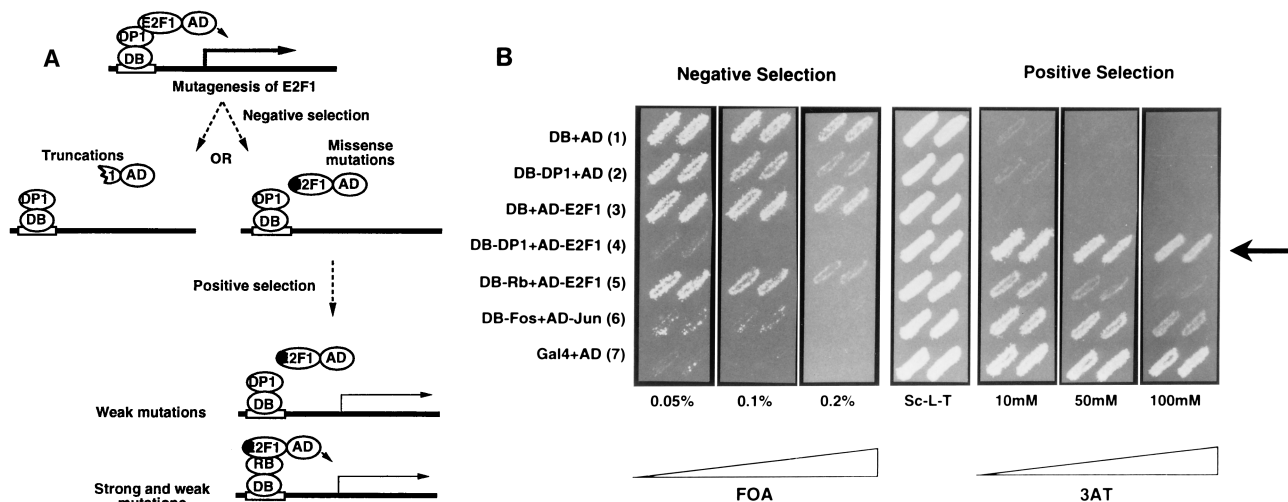 A
E2F1 AD
DP1
DB
Mutagenesis of E2F1
Negative selection
Truncations
OR
Missense
mutations
1 AD
DP1
DB
2F1 AD
DP1
DB
Positive selection
2F1 AD
DP1
DB
Weak mutations
2F1 AD
RB
DB
Strong and weak
mutations
B
Negative Selection
Positive Selection
DB+AD (1)
DB-DP1+AD (2)
DB+AD-E2F1 (3)
DB-DP1+AD-E2F1 (4)
DB-Rb+AD-E2F1 (5)
DB-Fos+AD-Jun (6)
Gal4+AD (7)
0.05% 0.1% 0.2% Sc-L-T 10mM 50mM 100mM
FOA
3AT